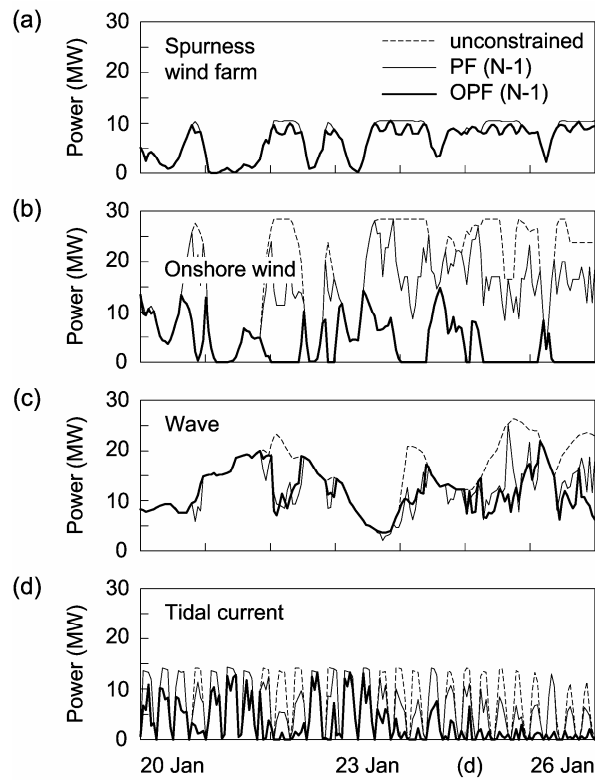 (a)
Power (MW)
30
20
10
0
Spurness
wind farm
unconstrained
PF (N-1)
OPF (N-1)
(b)
Power (MW)
30
20
10
0
Onshore wind
(c)
Power (MW)
30
20
10
0
Wave
(d)
Power (MW)
30
20
10
0
Tidal current
20 Jan
23 Jan
(d)
26 Jan